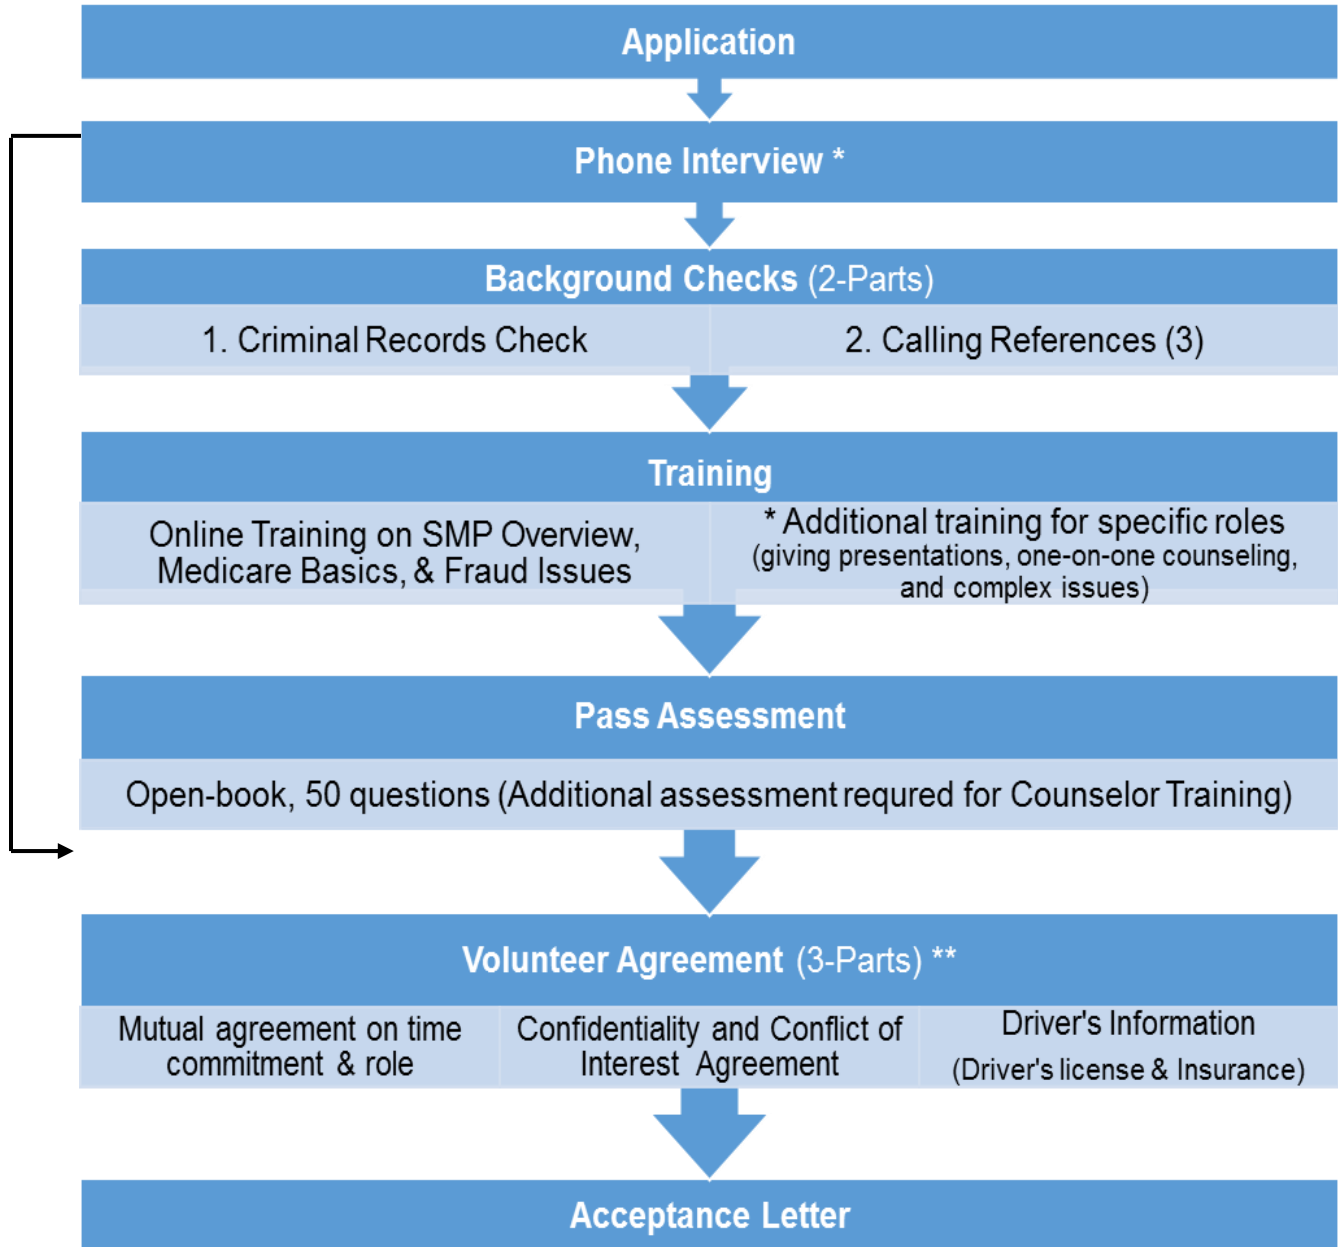 Application
Phone Interview *
Background Checks (2-Parts)
1. Criminal Records Check
2. Calling References (3)
Training
Online Training on SMP Overview,
Medicare Basics, & Fraud Issues
* Additional training for specific roles
(giving presentations, one-on-one counseling,
and complex issues)
Pass Assessment
Open-book, 50 questions (Additional assessment requred for Counselor Training)
Volunteer Agreement (3-Parts) **
Mutual agreement on time
commitment & role
Confidentiality and Conflict of
Interest Agreement
Driver's Information
(Driver's license & Insurance)
Acceptance Letter